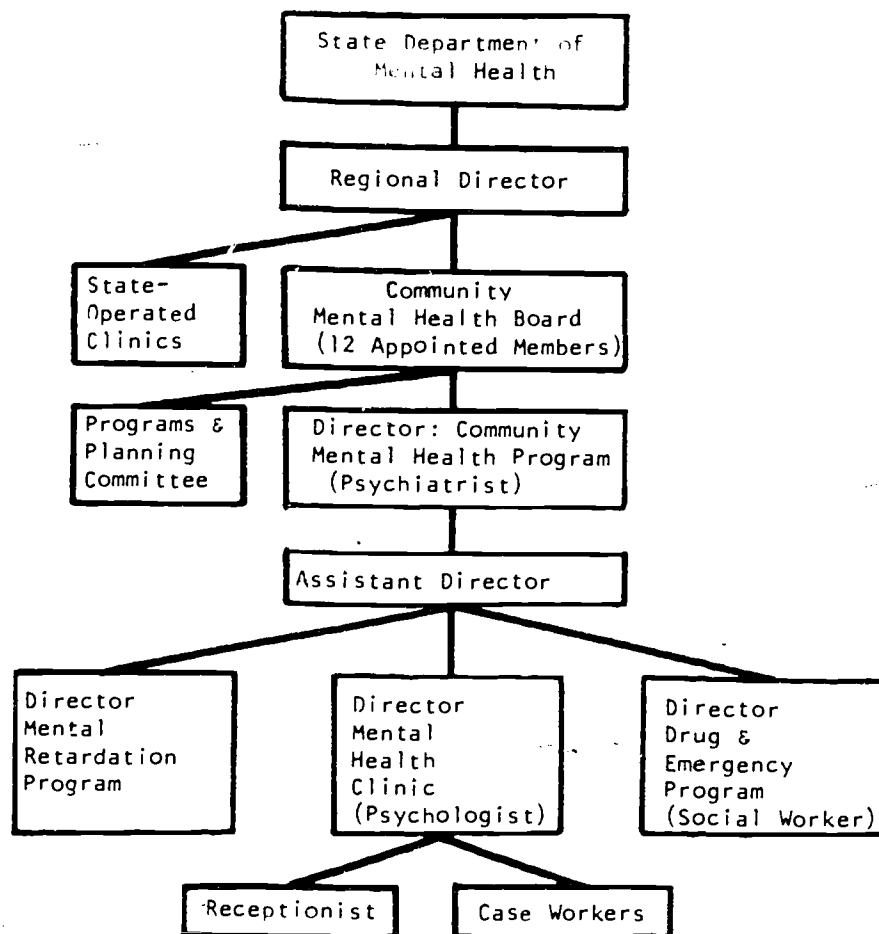 State Department of
Mental Health
Regional Director
State-
Operated
Clinics
Community
Mental Health Board
(12 Appointed Members)
Programs &
Planning
Committee
Director: Community
Mental Health Program
(Psychiatrist)
Assistant Director
Director
Mental
Retardation
Program
Director
Mental
Health
Clinic
(Psychologist)
Director
Drug &
Emergency
Program
(Social Worker)
Receptionist
Case Workers